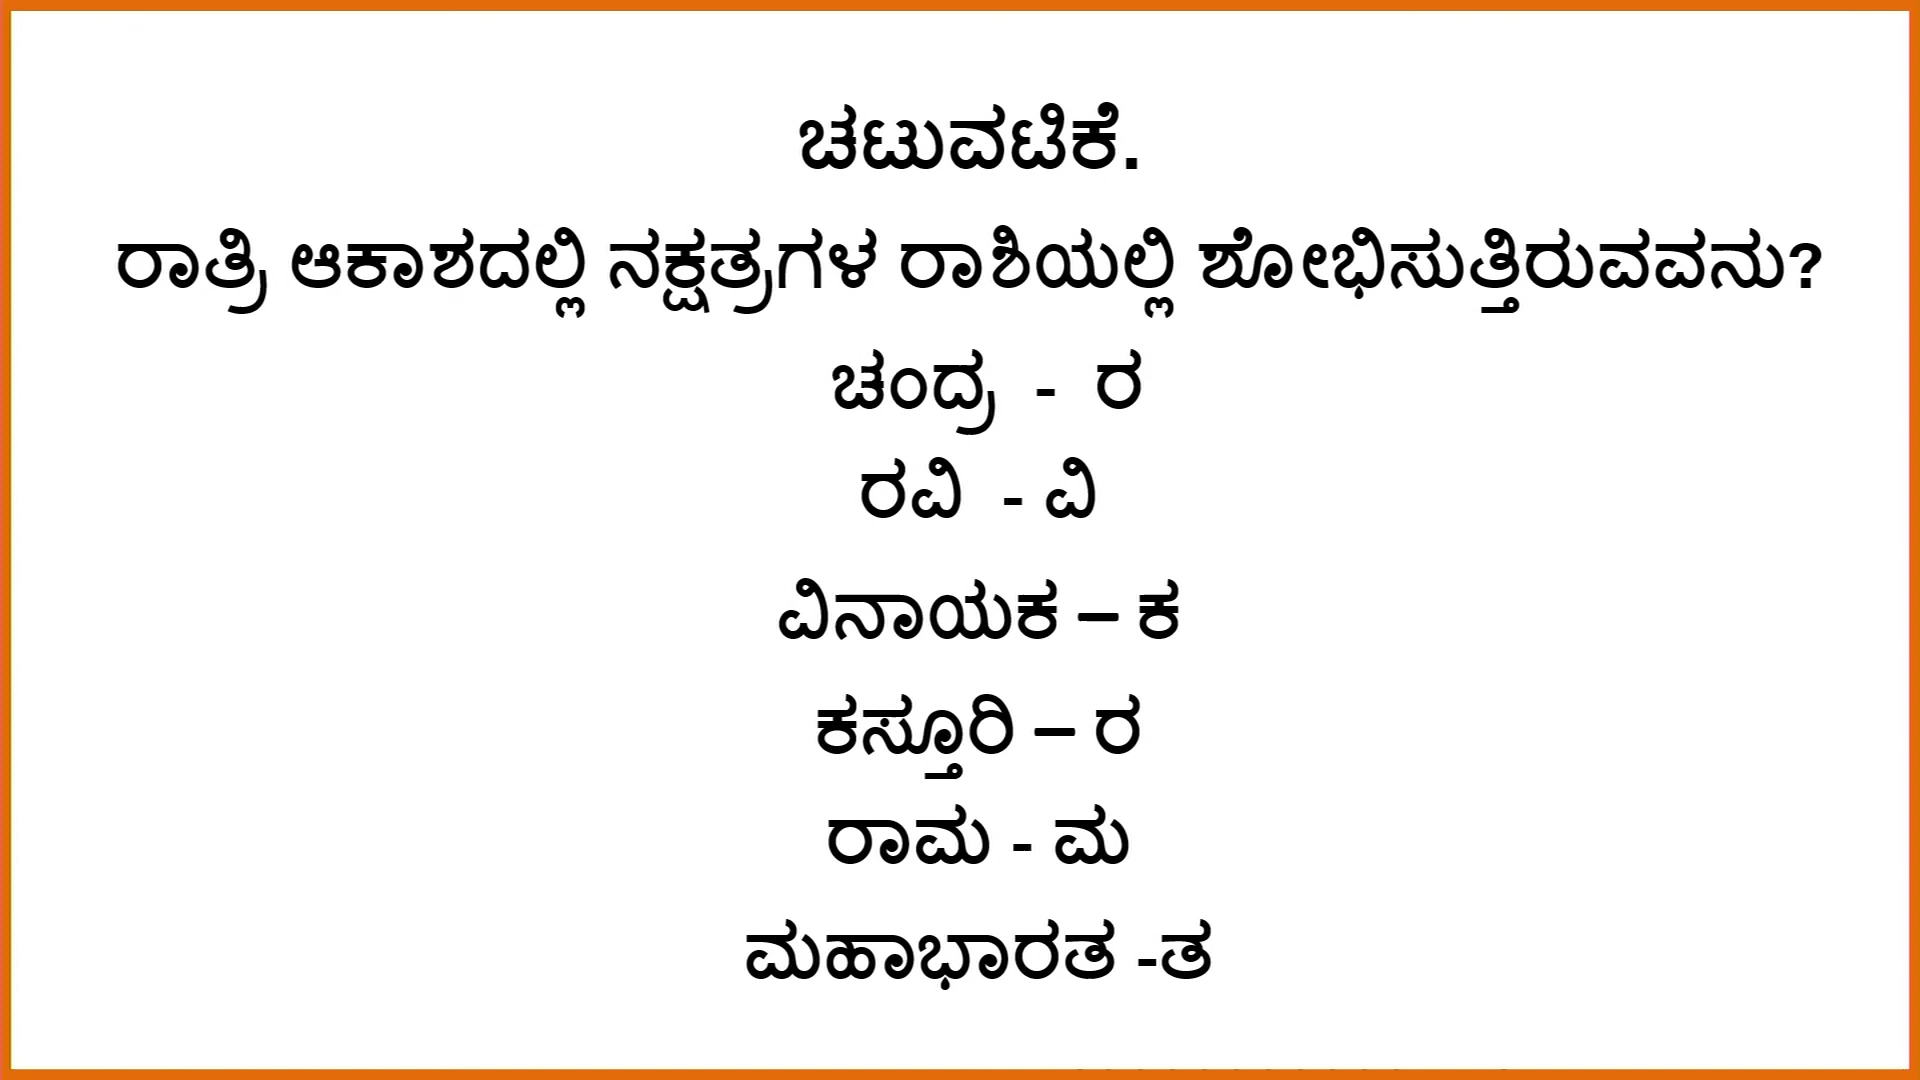 ಚಟುವಟಿಕೆ.
ರಾತ್ರಿ ಆಕಾಶದಲ್ಲಿ ನಕ್ಷತ್ರಗಳ ರಾಶಿಯಲ್ಲಿ ಶೋಭಿಸುತ್ತಿರುವವನು?
ಚಂದ್ರ - ರ
ರವಿ - ವಿ
ವಿನಾಯಕ – ಕ
ಕಸ್ತೂರಿ – ರ
ರಾಮ - ಮ
ಮಹಾಭಾರತ -ತ